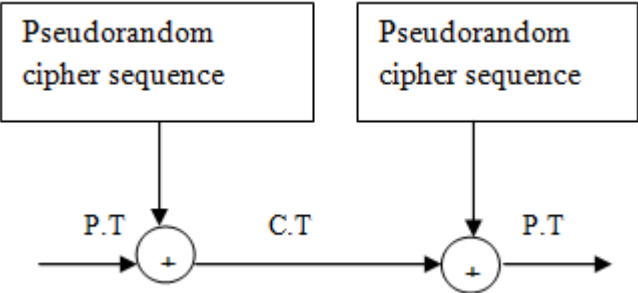 Pseudorandom
cipher sequence
Pseudorandom
cipher sequence
P.T
C.T
P.T
+
+